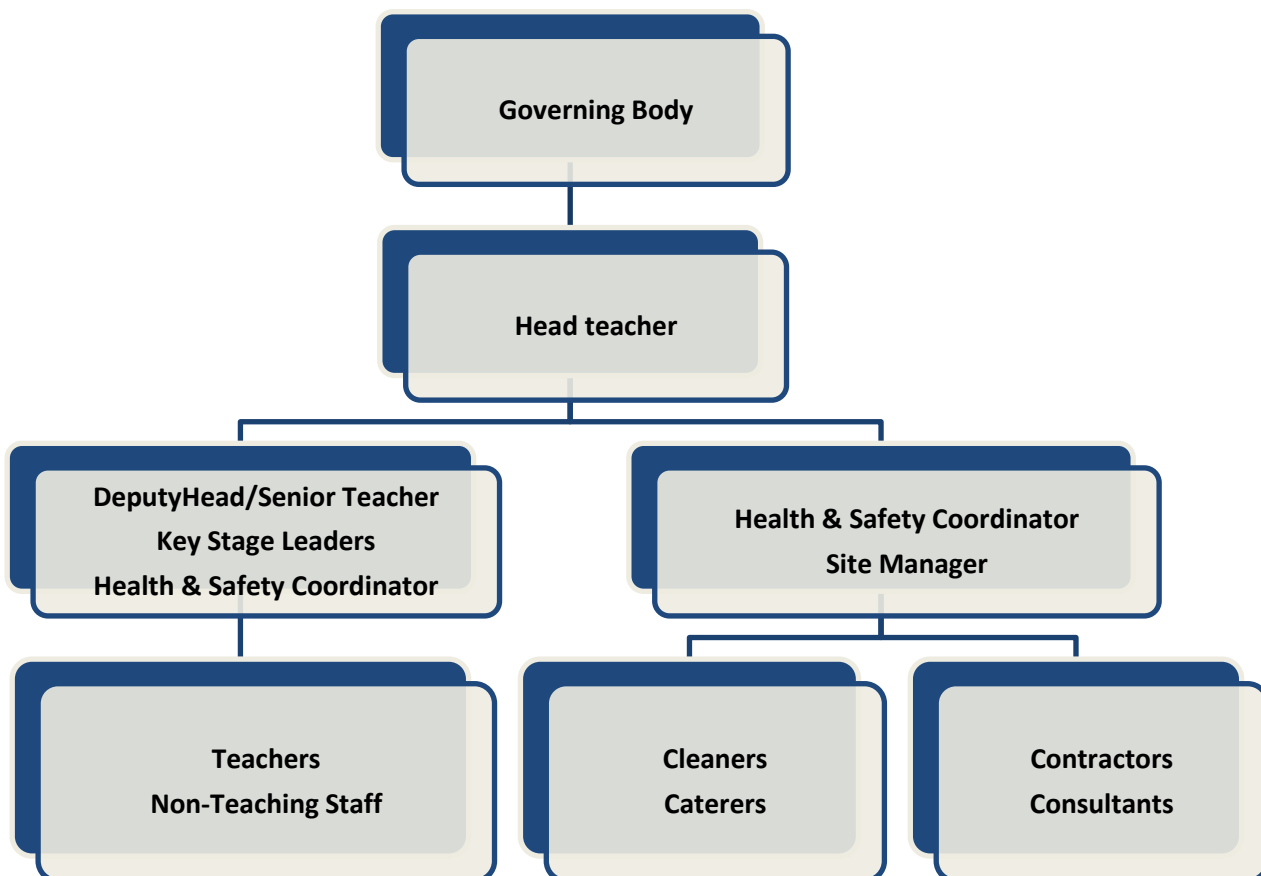 Governing Body
Head teacher
DeputyHead/Senior Teacher
Key Stage Leaders
Health & Safety Coordinator
Health & Safety Coordinator
Site Manager
Teachers
Non-Teaching Staff
Cleaners
Caterers
Contractors
Consultants